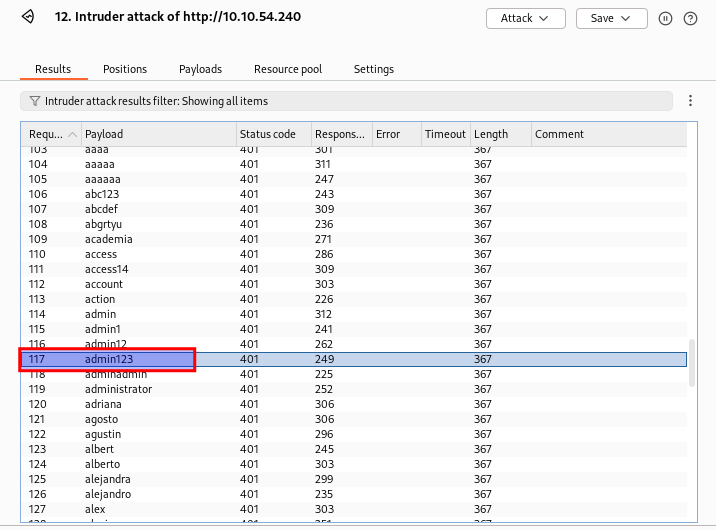 12. Intruder attack of http://10.10.54.240
Attack
Save
Results Positions Payloads Resource pool Settings
Intruder attack results filter: Showing all items
Requ... Payload Status code Respons... Error Timeout Length Comment
103 aaaa 401 301 367
104 aaaaa 401 311 367
105 aaaaaa 401 247 367
106 abc123 401 243 367
107 abcdef 401 309 367
108 abgrtyu 401 236 367
109 academia 401 271 367
110 access 401 286 367
111 access14 401 309 367
112 account 401 303 367
113 action 401 226 367
114 admin 401 312 367
115 admin1 401 241 367
116 admin12 401 262 367
117 admin123 401 249 367
118 adminadmin 401 225 367
119 administrator 401 252 367
120 adriana 401 306 367
121 agosto 401 306 367
122 agustin 401 296 367
123 albert 401 245 367
124 alberto 401 303 367
125 alejandra 401 299 367
126 alejandro 401 235 367
127 alex 401 303 367